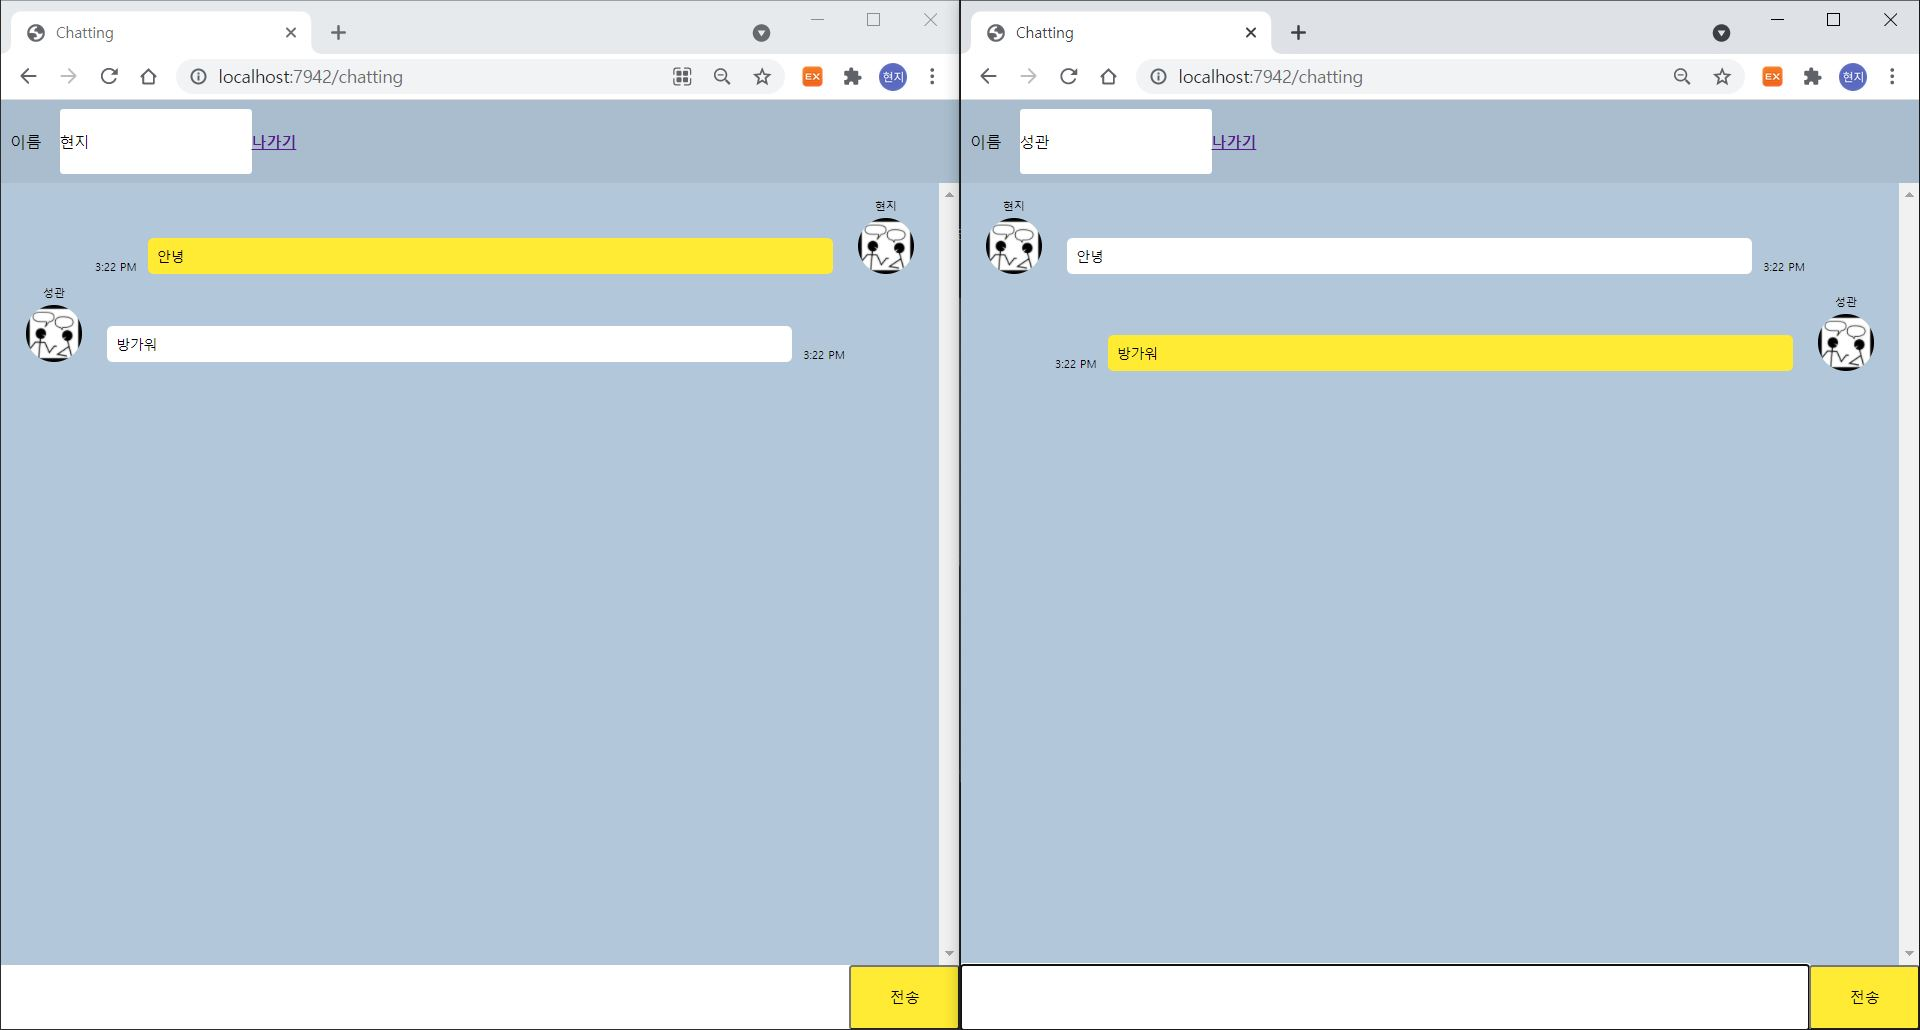 Chatting
localhost:7942/chatting
EX
현지
이름
현지
나가기
현지
안녕
3:22 PM
성관
방가워
3:22 PM
전송
Chatting
localhost:7942/chatting
EX
현지
이름
성관
나가기
현지
안녕
3:22 PM
성관
방가워
3:22 PM
전송